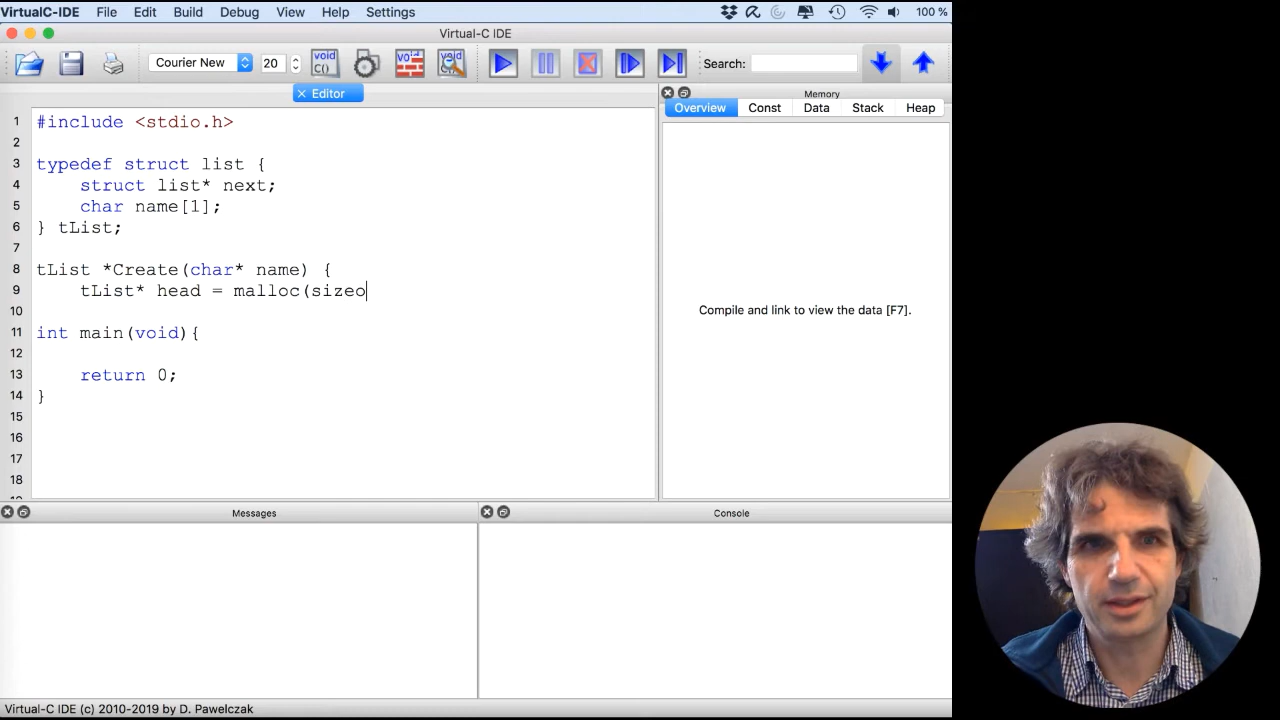 VirtualC-IDE File Edit Build Debug View Help Settings 100 %
Virtual-C IDE
Courier New 20 void C() void void Search:
Editor
Memory
Overview Const Data Stack Heap
1 #include <stdio.h>
2
3 typedef struct list {
4 struct list* next;
5 char name[1];
6 } tList;
7
8 tList *Create(char* name) {
9 tList* head = malloc(sizeo
10
11 int main(void){
12
13 return 0;
14 }
15
16
17
18
Compile and link to view the data [F7].
Messages
Console
Virtual-C IDE (c) 2010-2019 by D. Pawelczak